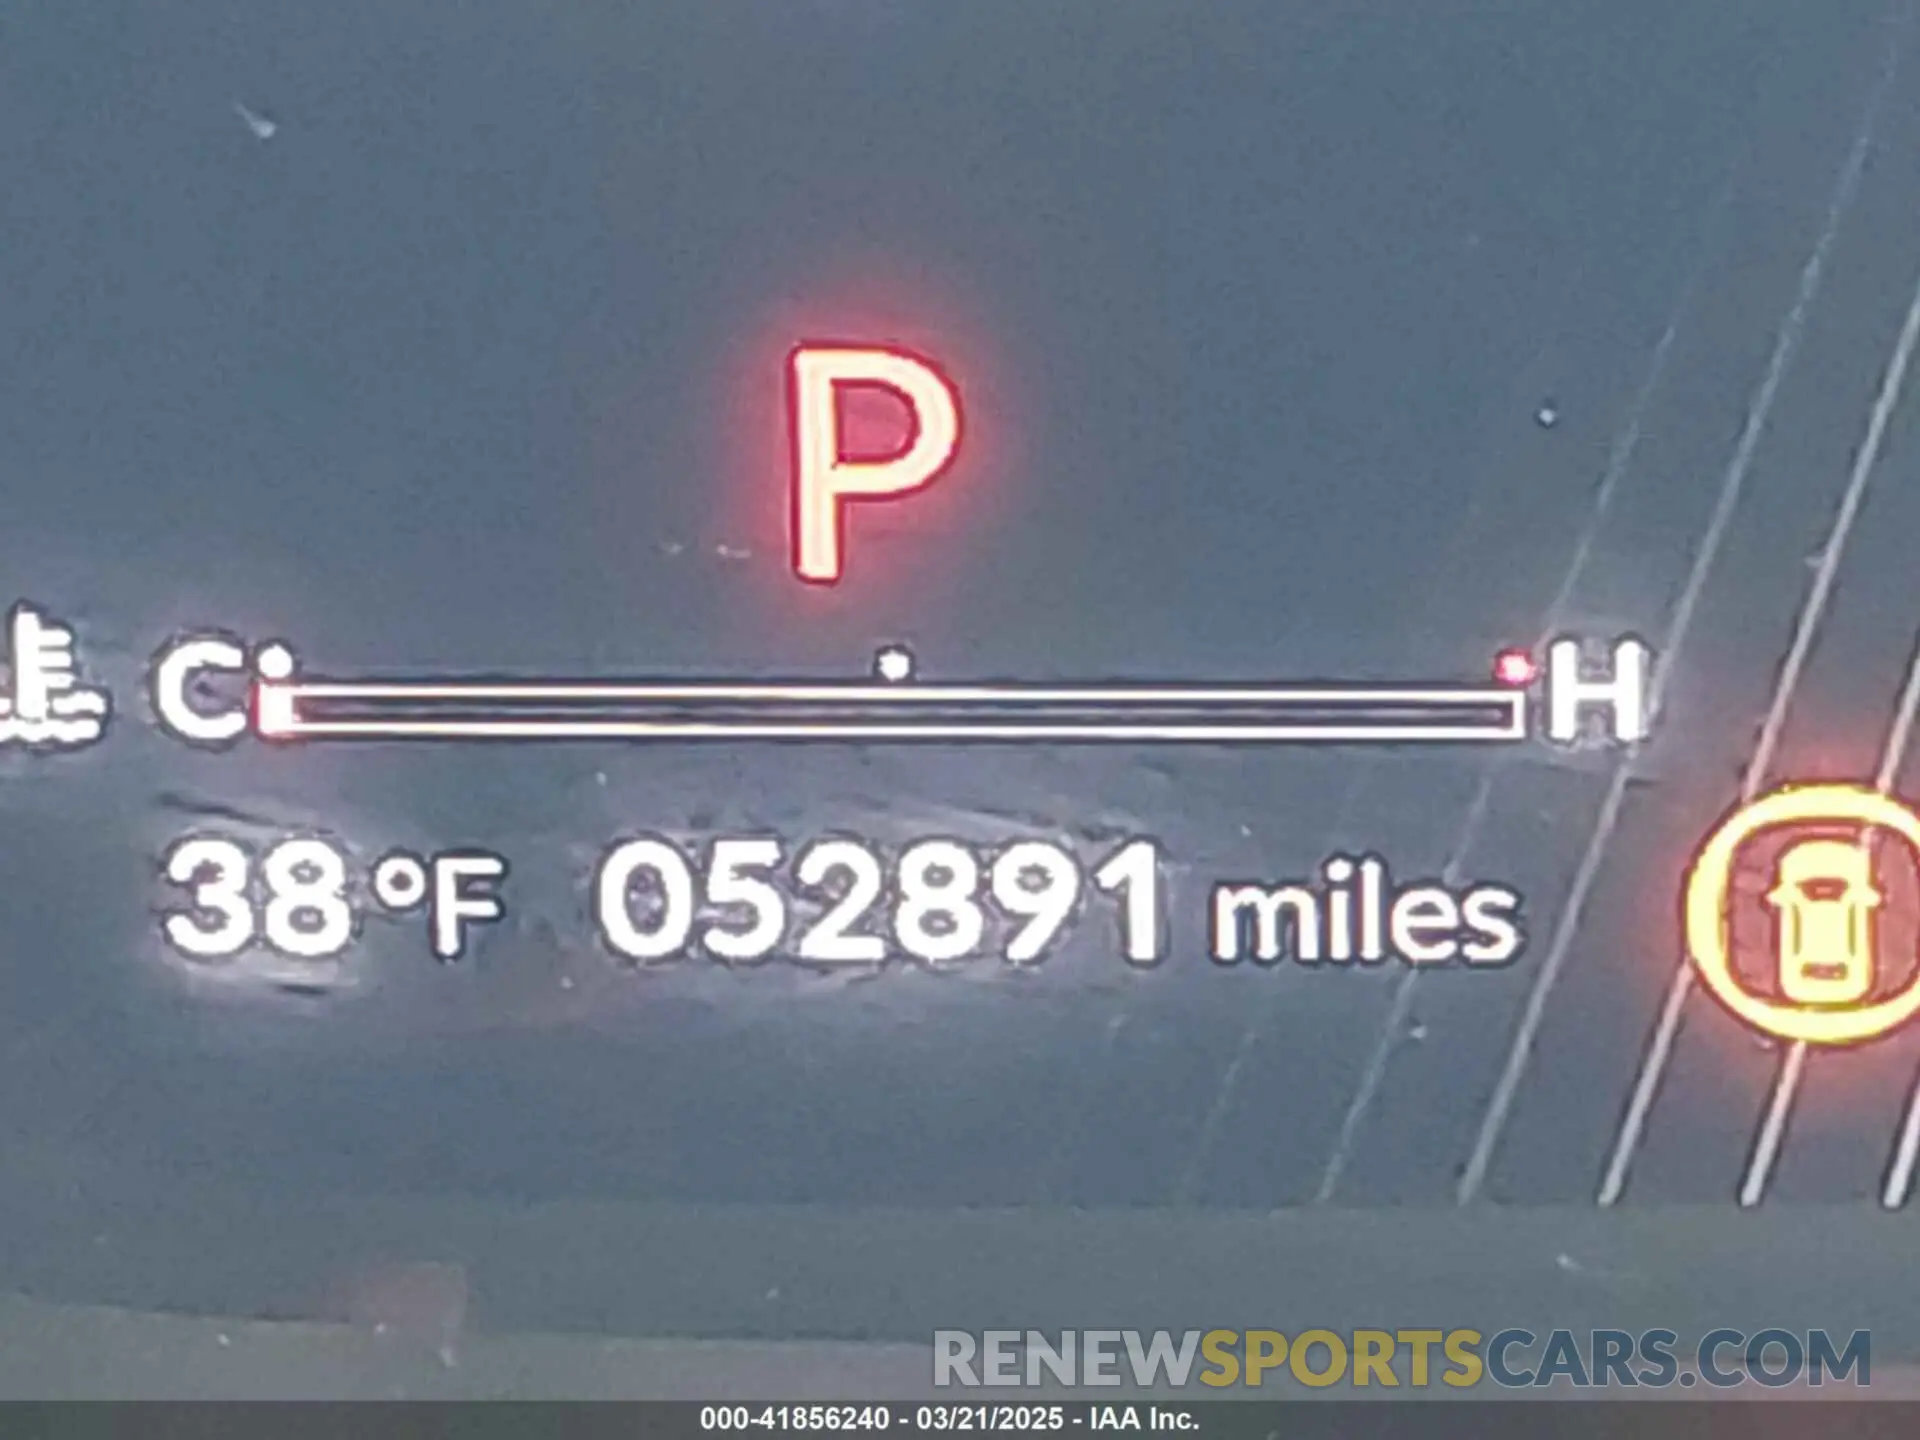 P
C H
38 °F 052891 miles
RENEWSPORTSCARS.COM
000-41856240 - 03/21/2025 - IAA Inc.